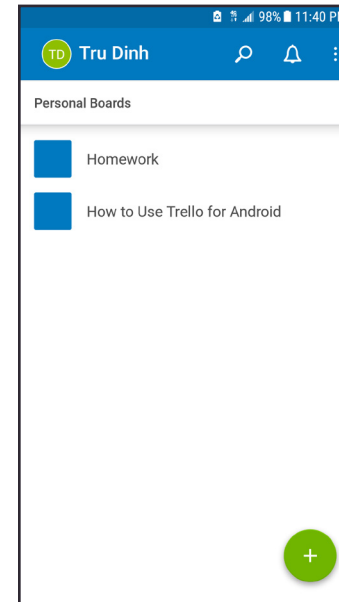 98% 11:40 P
TD Tru Dinh
Personal Boards
Homework
How to Use Trello for Android
+